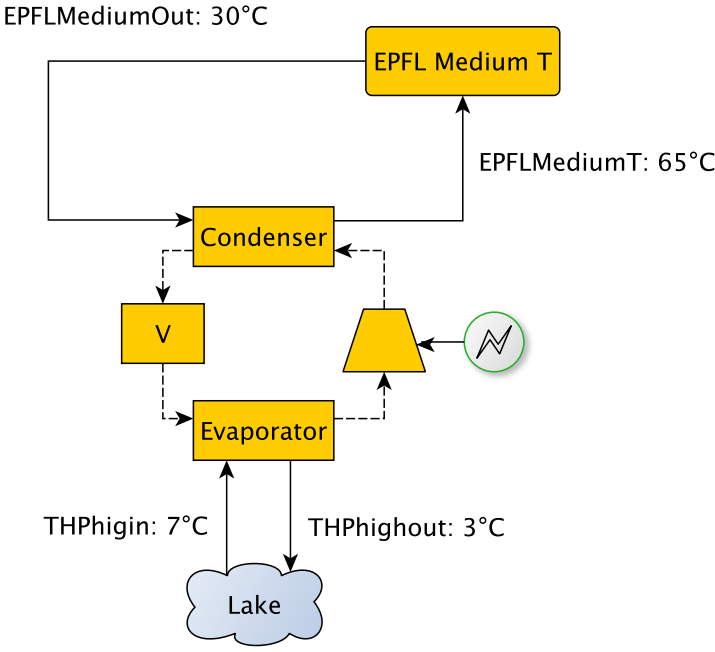 EPFLMediumOut: 30°C
EPFL Medium T
EPFLMediumT: 65°C
Condenser
V
Evaporator
THPhigin: 7°C
THPhighout: 3°C
Lake